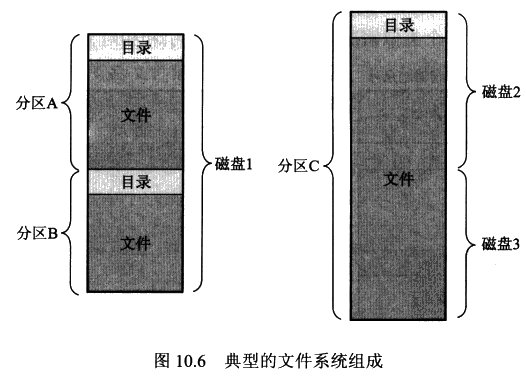 目录
分区A
文件
磁盘1
目录
分区B
文件
目录
磁盘2
分区C
文件
磁盘3
图 10.6 典型的文件系统组成